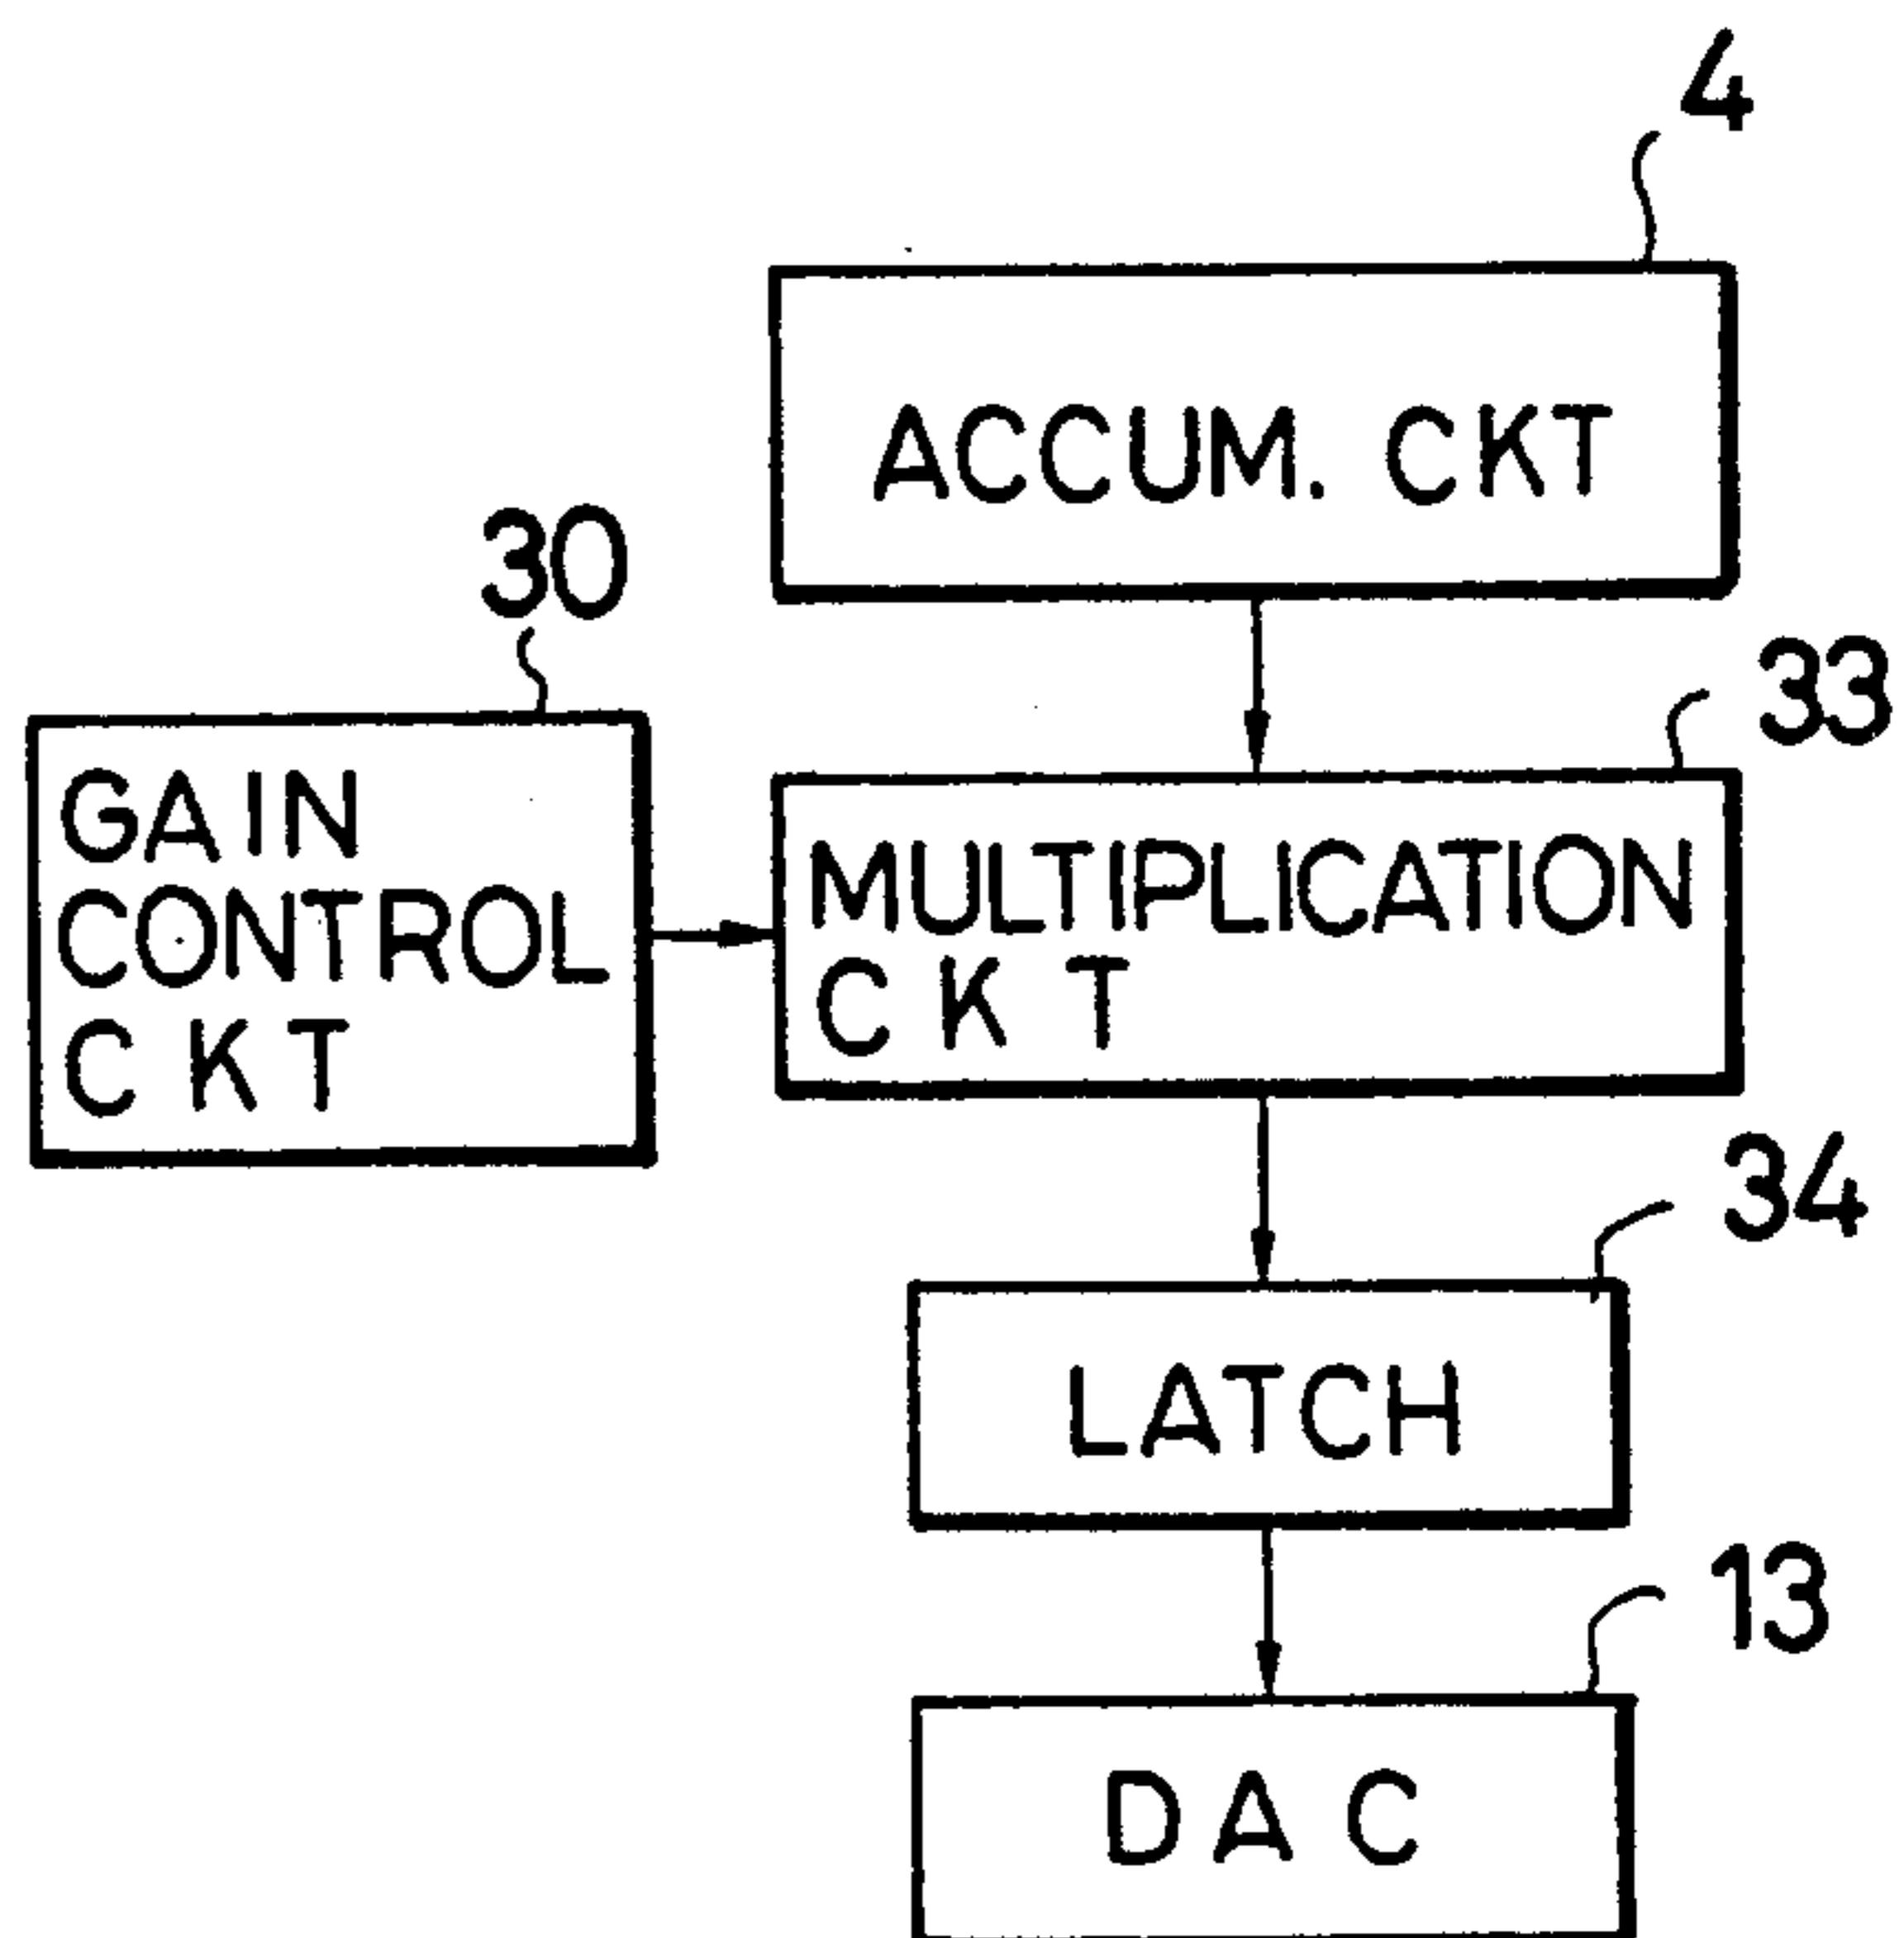 4
ACCUM. CKT
30
33
GAIN
CONTROL
CKT
MULTIPLICATION
CKT
34
LATCH
13
DAC